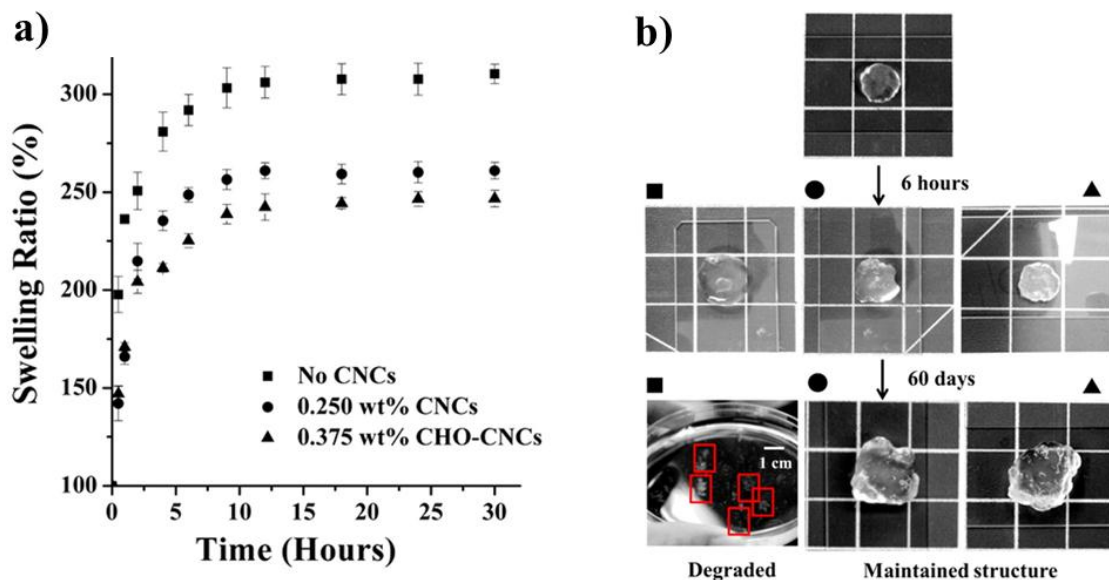 a)
Swelling Ratio (%)
300
250
200
150
100
0
5
10
15
20
25
30
Time (Hours)
No CNCs
0.250 wt% CNCs
0.375 wt% CHO-CNCs
b)
6 hours
60 days
1 cm
Degraded
Maintained structure